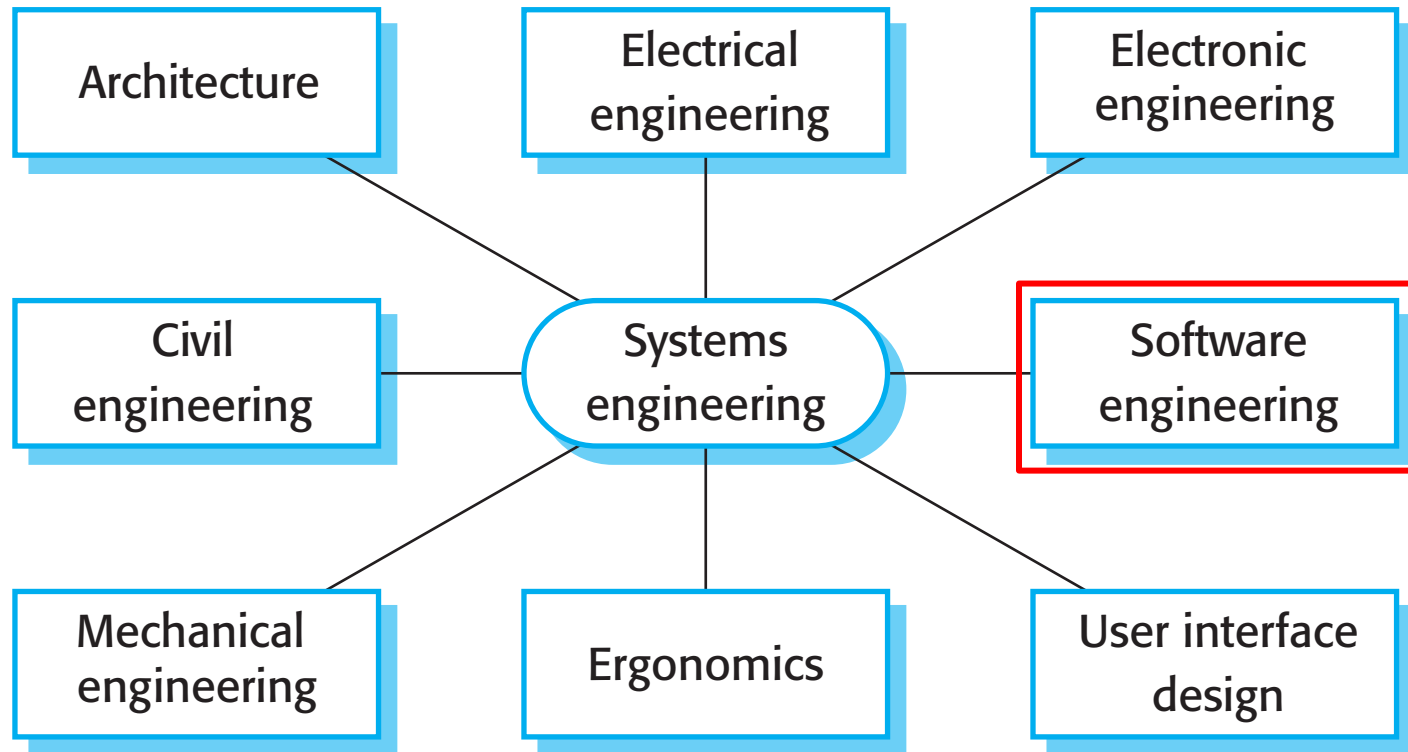 Architecture
Electrical
engineering
Electronic
engineering
Civil
engineering
Systems
engineering
Software
engineering
Mechanical
engineering
Ergonomics
User interface
design